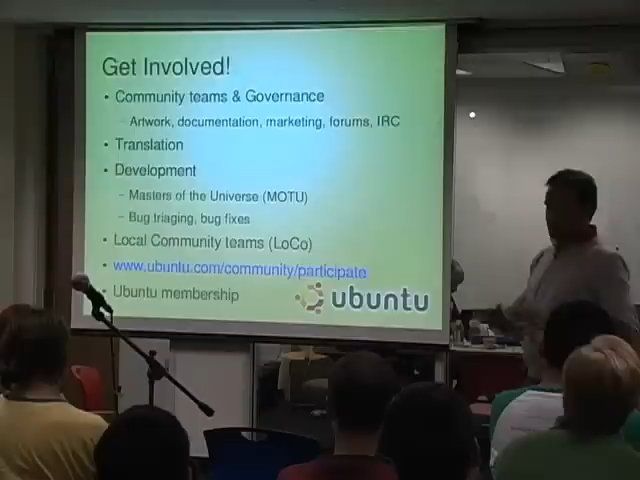 Get Involved!
• Community teams & Governance
– Artwork, documentation, marketing, forums, IRC
• Translation
• Development
– Masters of the Universe (MOTU)
– Bug triaging, bug fixes
• Local Community teams (LoCo)
• www.ubuntu.com/community/participate
• Ubuntu membership
ubuntu